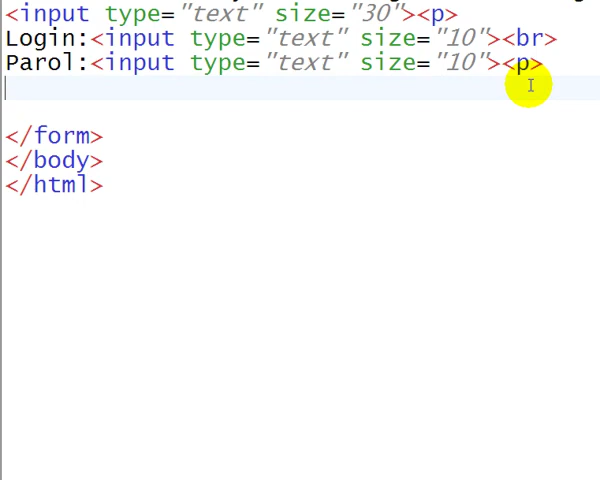 <input type="text" size="30"><p>
Login:<input type="text" size="10"><br>
Parol:<input type="text" size="10"><p>
</form>
</body>
</html>